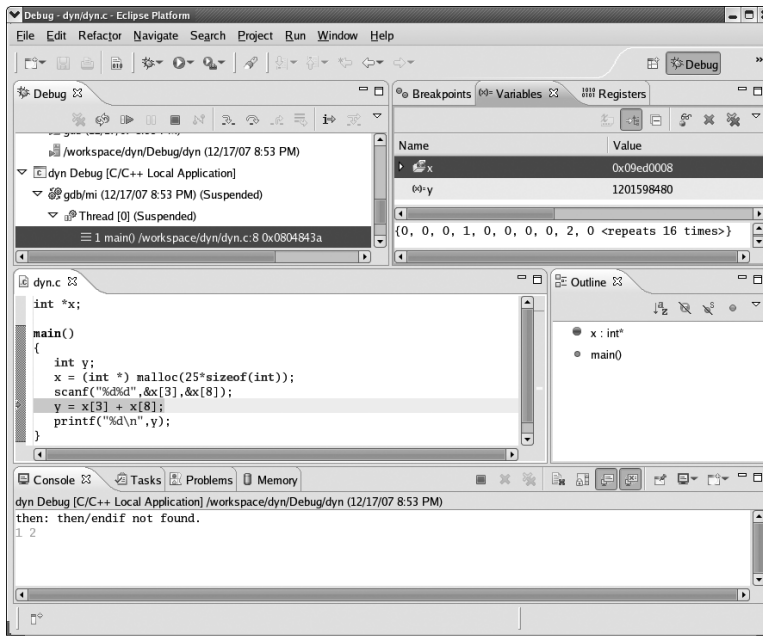 Debug - dyn/dyn.c - Eclipse Platform
File Edit Refactor Navigate Search Project Run Window Help
Debug
»
Debug
Breakpoints (x)= Variables Registers
/workspace/dyn/Debug/dyn (12/17/07 8:53 PM)
dyn Debug [C/C++ Local Application]
gdb/mi (12/17/07 8:53 PM) (Suspended)
Thread [0] (Suspended)
1 main() /workspace/dyn/dyn.c:8 0x0804843a
Name Value
x 0x09ed0008
(x)= y 1201598480
{0, 0, 0, 1, 0, 0, 0, 0, 2, 0 <repeats 16 times>}
dyn.c
int *x;
main()
{
int y;
x = (int *) malloc(25*sizeof(int));
scanf("%d%d",&x[3],&x[8]);
y = x[3] + x[8];
printf("%d\n",y);
}
Outline
x : int*
main()
Console Tasks Problems Memory
dyn Debug [C/C++ Local Application] /workspace/dyn/Debug/dyn (12/17/07 8:53 PM)
then: then/endif not found.
1 2